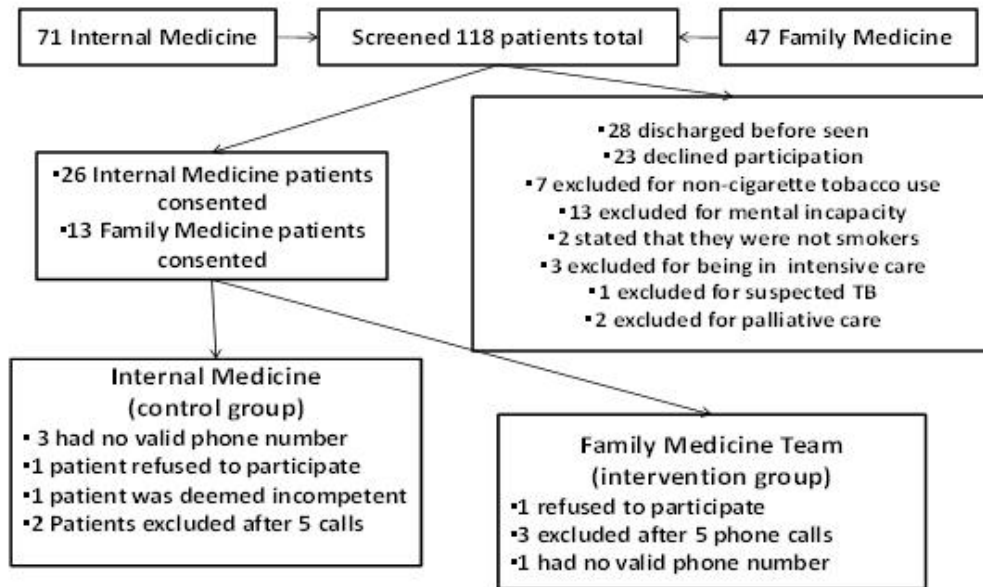 71 Internal Medicine
Screened 118 patients total
47 Family Medicine
▪26 Internal Medicine patients
consented
▪13 Family Medicine patients
consented
▪28 discharged before seen
▪23 declined participation
▪7 excluded for non-cigarette tobacco use
▪13 excluded for mental incapacity
▪2 stated that they were not smokers
▪3 excluded for being in intensive care
▪1 excluded for suspected TB
▪2 excluded for palliative care
Internal Medicine
(control group)
▪ 3 had no valid phone number
▪1 patient refused to participate
▪1 patient was deemed incompetent
▪2 Patients excluded after 5 calls
Family Medicine Team
(intervention group)
▪1 refused to participate
▪3 excluded after 5 phone calls
▪1 had no valid phone number